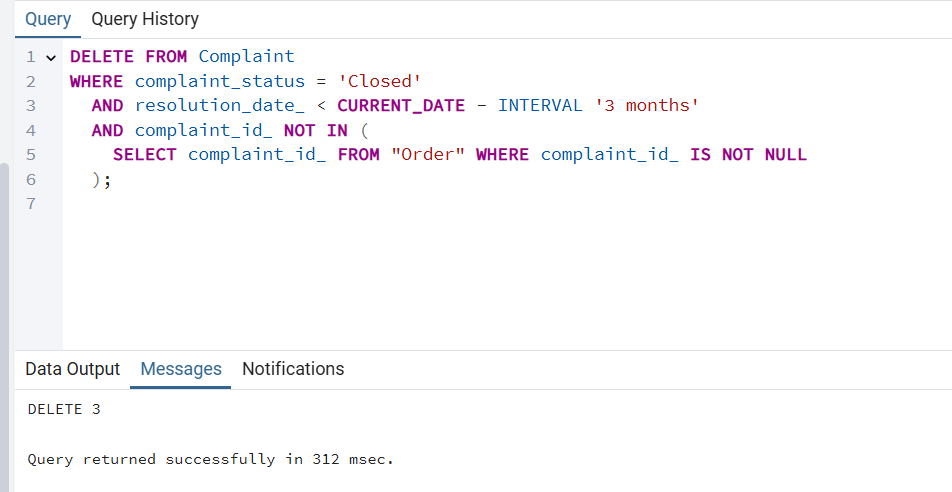 Query Query History
1 DELETE FROM Complaint
2 WHERE complaint_status = 'Closed'
3 AND resolution_date_ < CURRENT_DATE - INTERVAL '3 months'
4 AND complaint_id_ NOT IN (
5 SELECT complaint_id_ FROM "Order" WHERE complaint_id_ IS NOT NULL
6 );
7
Data Output Messages Notifications
DELETE 3
Query returned successfully in 312 msec.